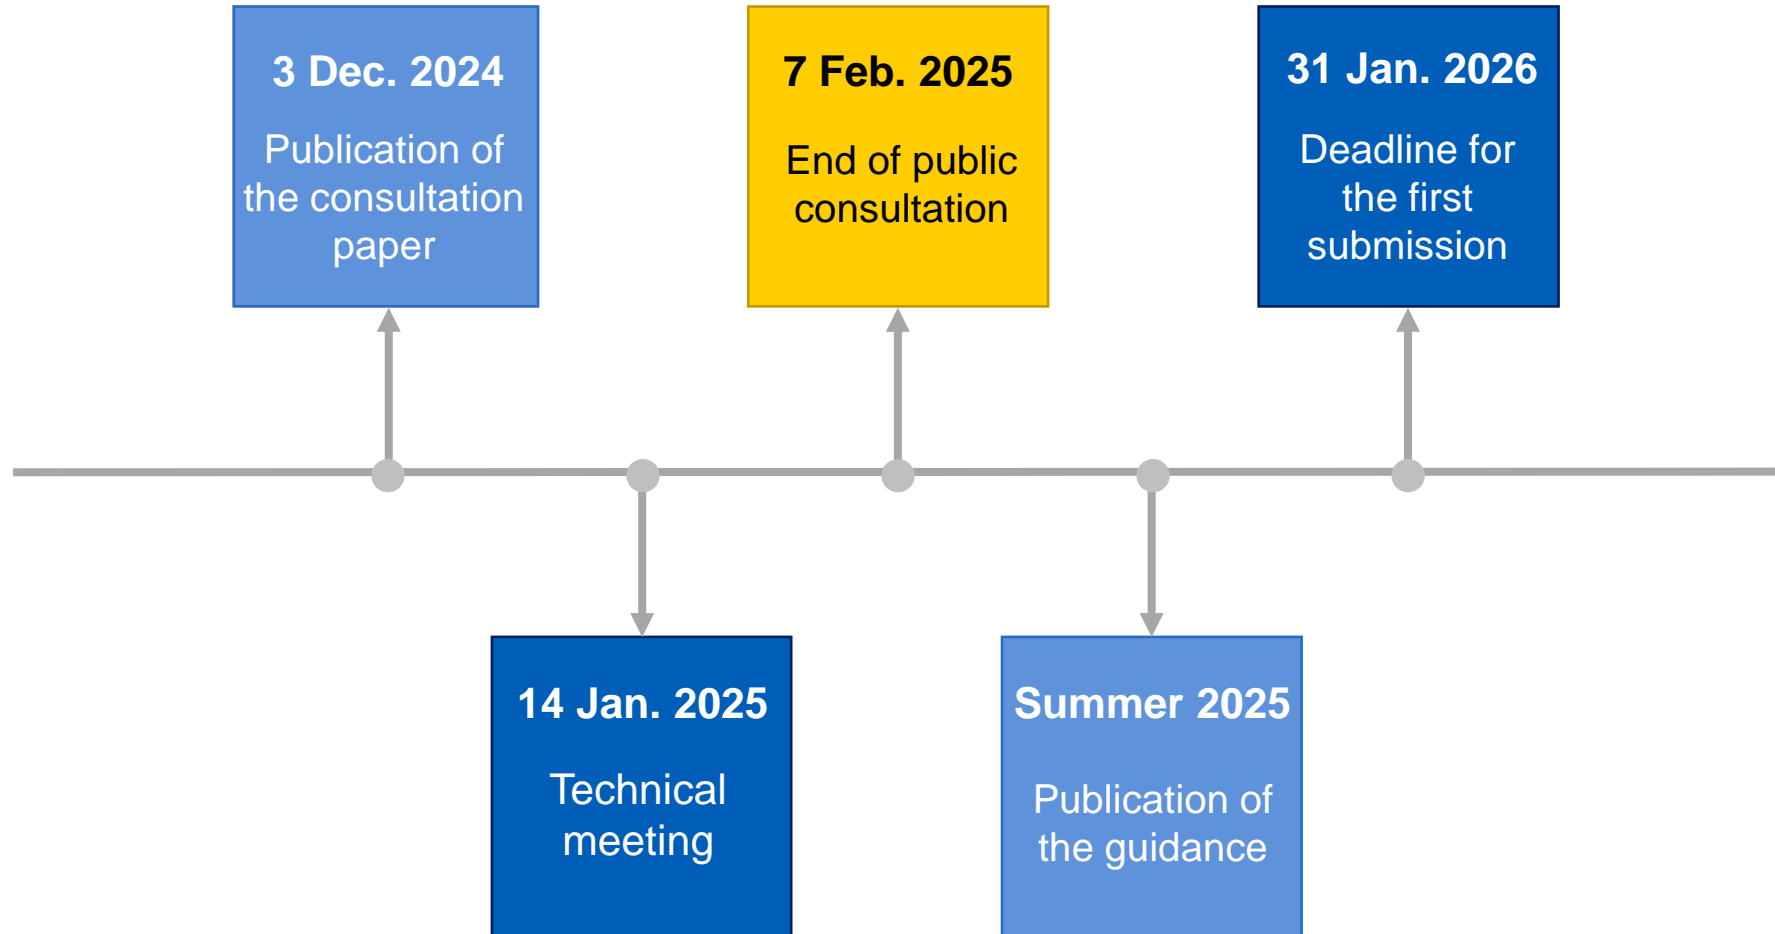 3 Dec. 2024
Publication of
the consultation
paper
7 Feb. 2025
End of public
consultation
31 Jan. 2026
Deadline for
the first
submission
14 Jan. 2025
Technical
meeting
Summer 2025
Publication of
the guidance